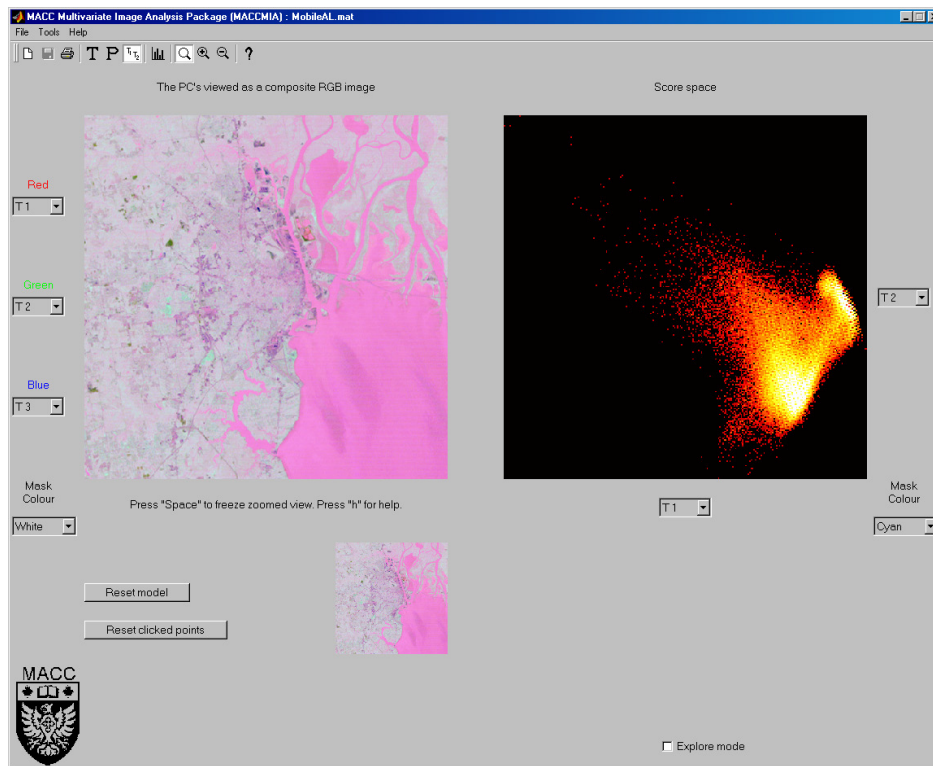 MACC Multivariate Image Analysis Package (MACCMIA) : MobileAL.mat
File Tools Help
T P T1 T2 ?
The PC's viewed as a composite RGB image
Score space
Red
T 1
Green
T 2
T 2
Blue
T 3
Mask
Colour
White
Mask
Colour
Cyan
Press "Space" to freeze zoomed view. Press "h" for help.
T 1
Reset model
Reset clicked points
MACC
Explore mode